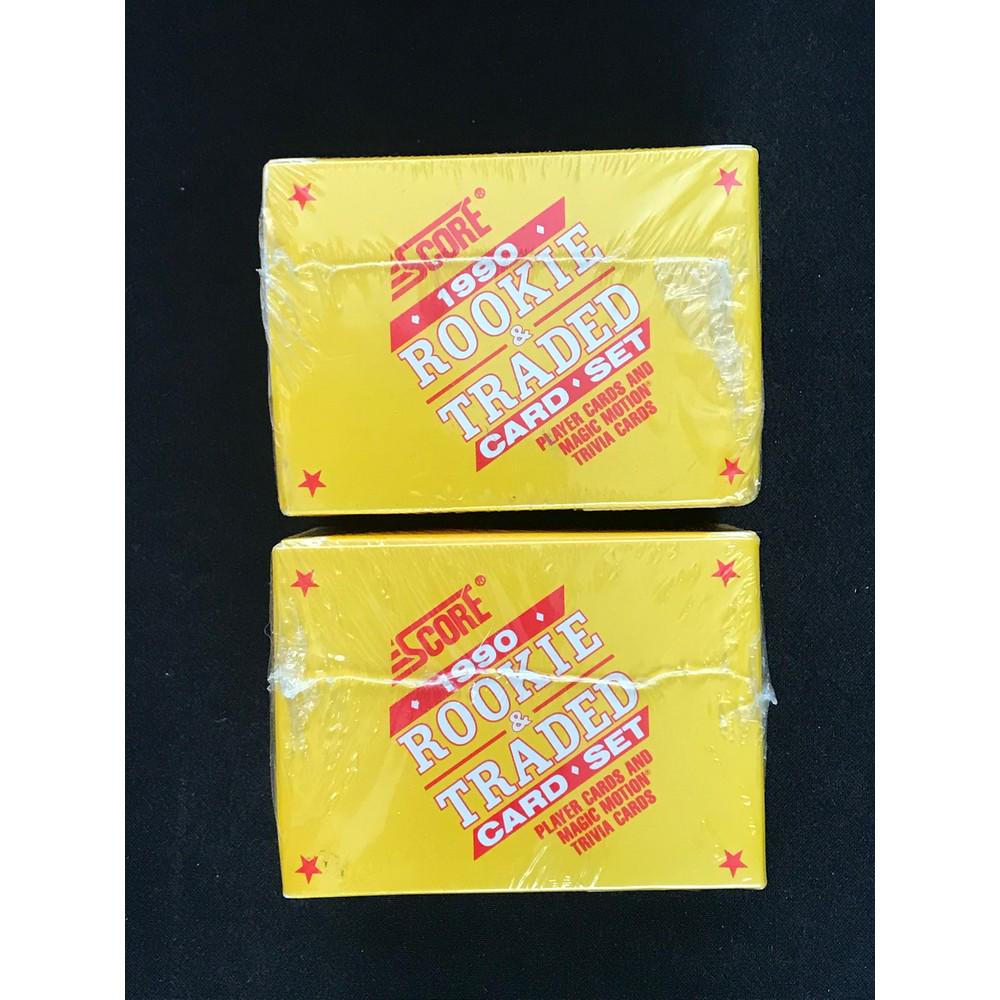 SCORE®
1990
ROOKIE
&
TRADED
CARD • SET
PLAYER CARDS AND
MAGIC MOTION®
TRIVIA CARDS
SCORE®
1990
ROOKIE
&
TRADED
CARD • SET
PLAYER CARDS AND
MAGIC MOTION®
TRIVIA CARDS